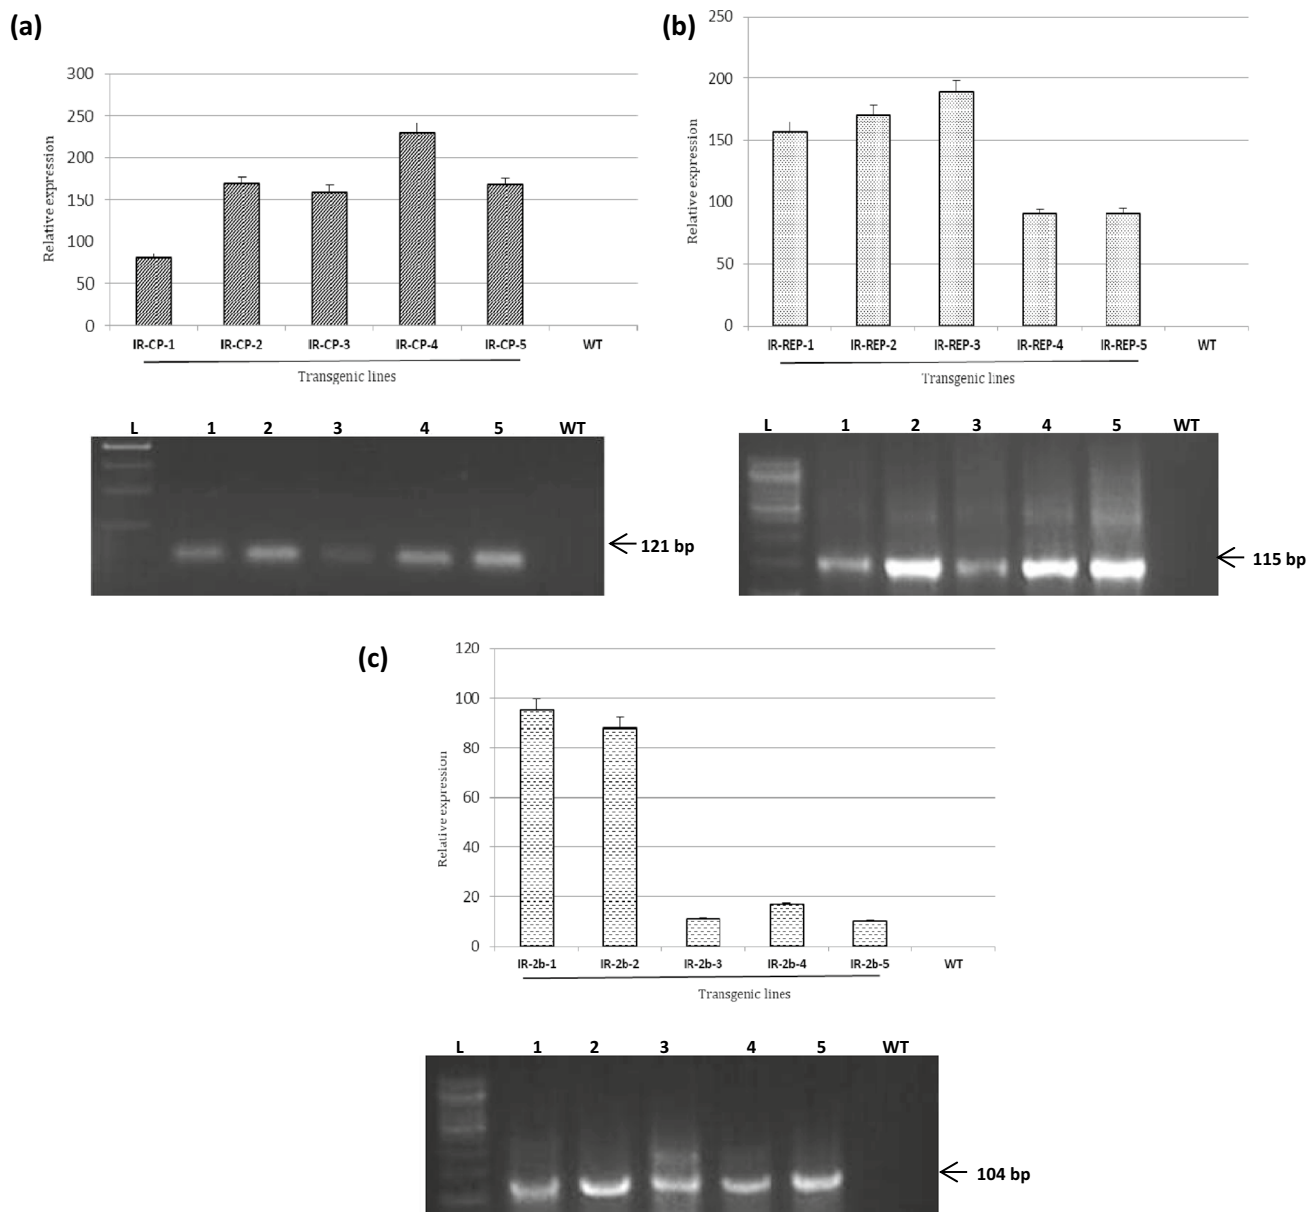 (a)
300
250
200
150
100
50
0
Relative expression
IR-CP-1 IR-CP-2 IR-CP-3 IR-CP-4 IR-CP-5 WT
Transgenic lines
L 1 2 3 4 5 WT
121 bp
(b)
250
200
150
100
50
0
Relative expression
IR-REP-1 IR-REP-2 IR-REP-3 IR-REP-4 IR-REP-5 WT
Transgenic lines
L 1 2 3 4 5 WT
115 bp
(c)
120
100
80
60
40
20
0
Relative expression
IR-2b-1 IR-2b-2 IR-2b-3 IR-2b-4 IR-2b-5 WT
Transgenic lines
L 1 2 3 4 5 WT
104 bp